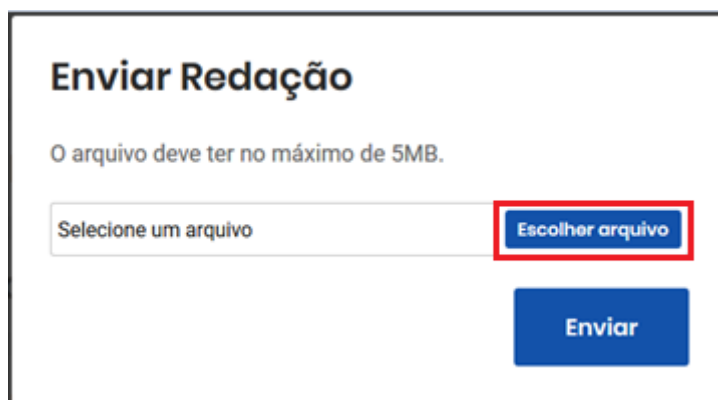 Enviar Redação
O arquivo deve ter no máximo de 5MB.
Selecione um arquivo Escolher arquivo
Enviar